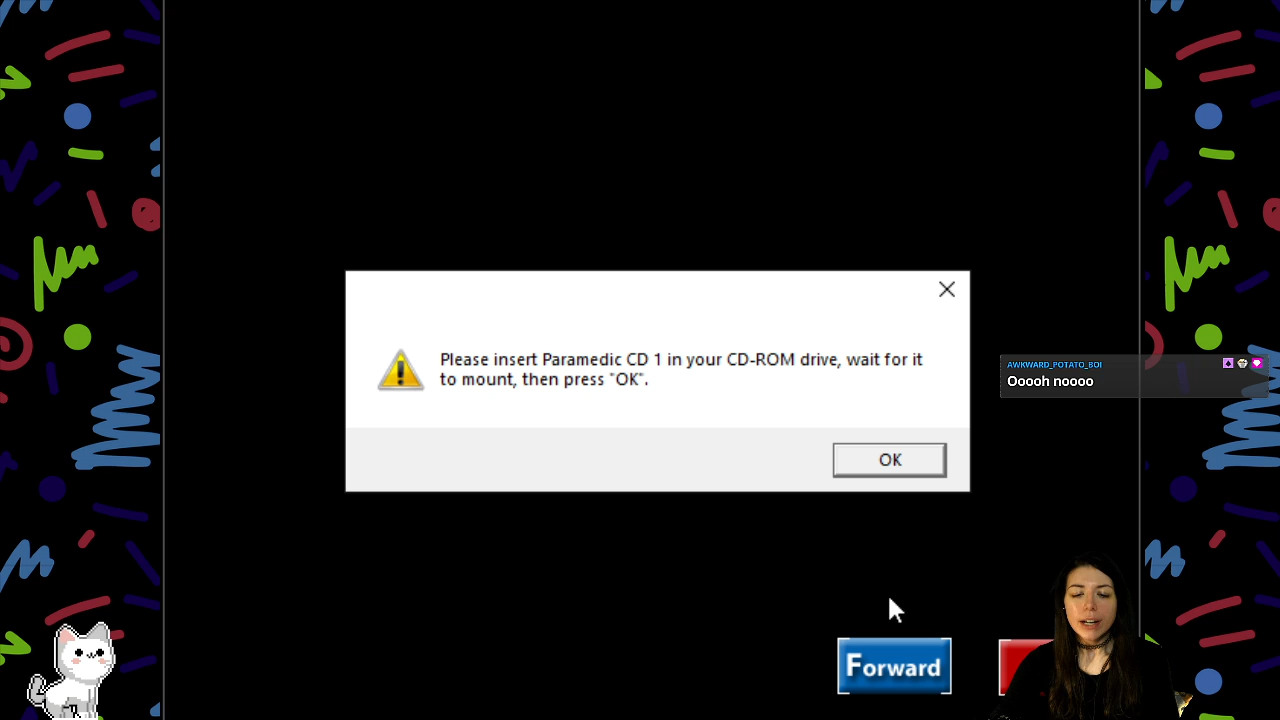 Please insert Paramedic CD 1 in your CD-ROM drive, wait for it
to mount, then press "OK".
AWKWARD_POTATO_BOI
Ooooh noooo
OK
Forward